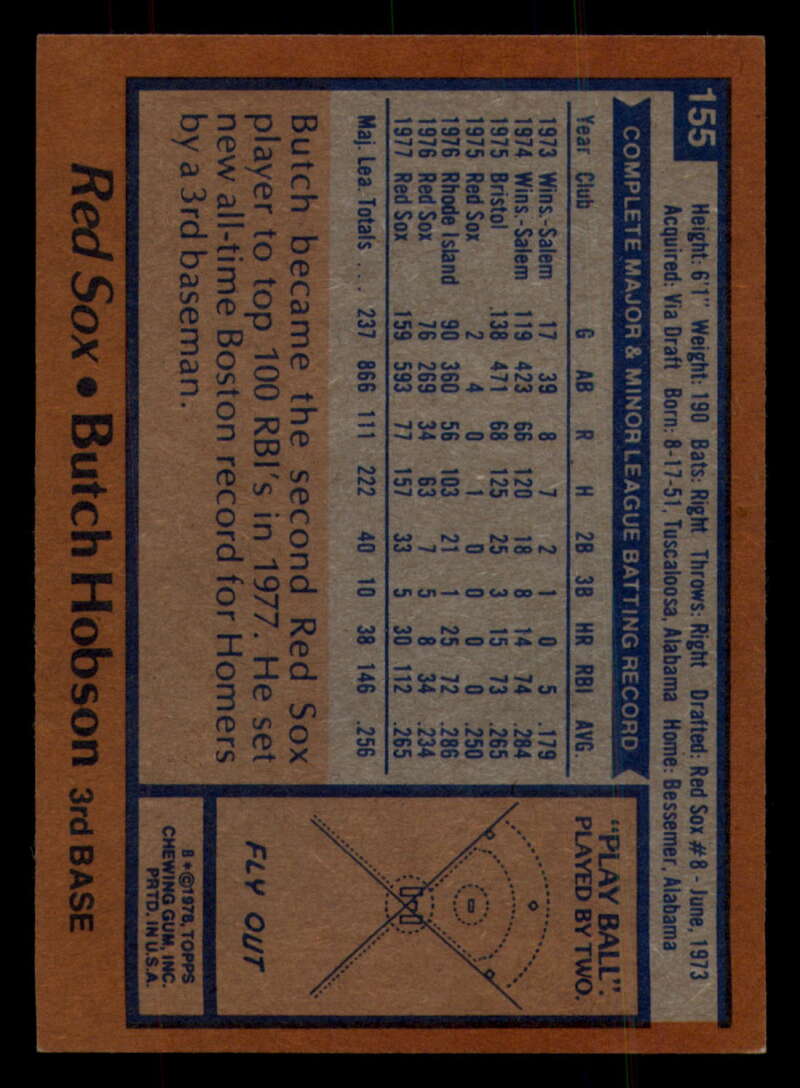 155
Height: 6'1" Weight: 190 Bats: Right Throws: Right Drafted: Red Sox #8 - June, 1973
Acquired: Via Draft Born: 8-17-51, Tuscaloosa, Alabama Home: Bessemer, Alabama
COMPLETE MAJOR & MINOR LEAGUE BATTING RECORD
Year Club G AB R H 2B 3B HR RBI AVG.
1973 Wins.-Salem 17 39 8 7 2 1 0 5 .179
1974 Wins.-Salem 119 423 66 120 18 8 14 74 .284
1975 Bristol 138 471 68 125 25 3 15 73 .265
1975 Red Sox 2 4 0 1 0 0 0 0 .250
1976 Rhode Island 90 360 56 103 21 1 25 72 .286
1976 Red Sox 76 269 34 63 7 5 8 34 .234
1977 Red Sox 159 593 77 157 33 5 30 112 .265
Maj. Lea. Totals .... 237 866 111 222 40 10 38 146 .256
Butch became the second Red Sox
player to top 100 RBI's in 1977. He set
new all-time Boston record for Homers
by a 3rd baseman.
"PLAY BALL":
PLAYED BY TWO.
FLY OUT
B*©1978, TOPPS
CHEWING GUM, INC.
PRTD. IN U.S.A.
Red Sox • Butch Hobson 3rd BASE